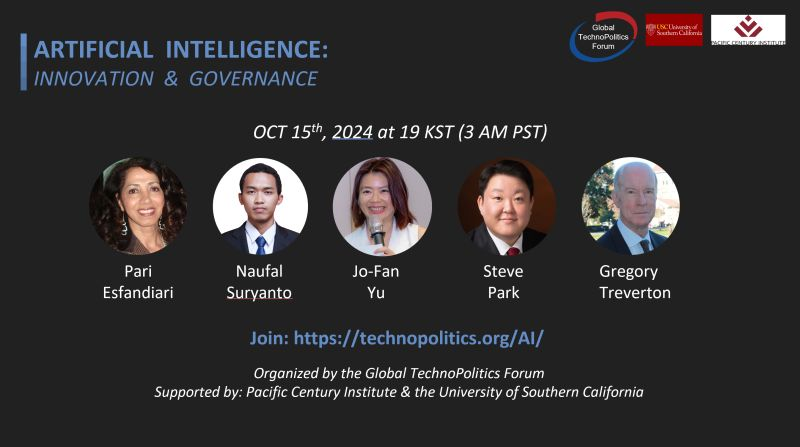 ARTIFICIAL INTELLIGENCE:
INNOVATION & GOVERNANCE
Global
TechnoPolitics
Forum
USC University of
Southern California
PACIFIC CENTURY INSTITUTE
OCT 15th, 2024 at 19 KST (3 AM PST)
Pari
Esfandiari
Naufal
Suryanto
Jo-Fan
Yu
Steve
Park
Gregory
Treverton
Join: https://technopolitics.org/AI/
Organized by the Global TechnoPolitics Forum
Supported by: Pacific Century Institute & the University of Southern California